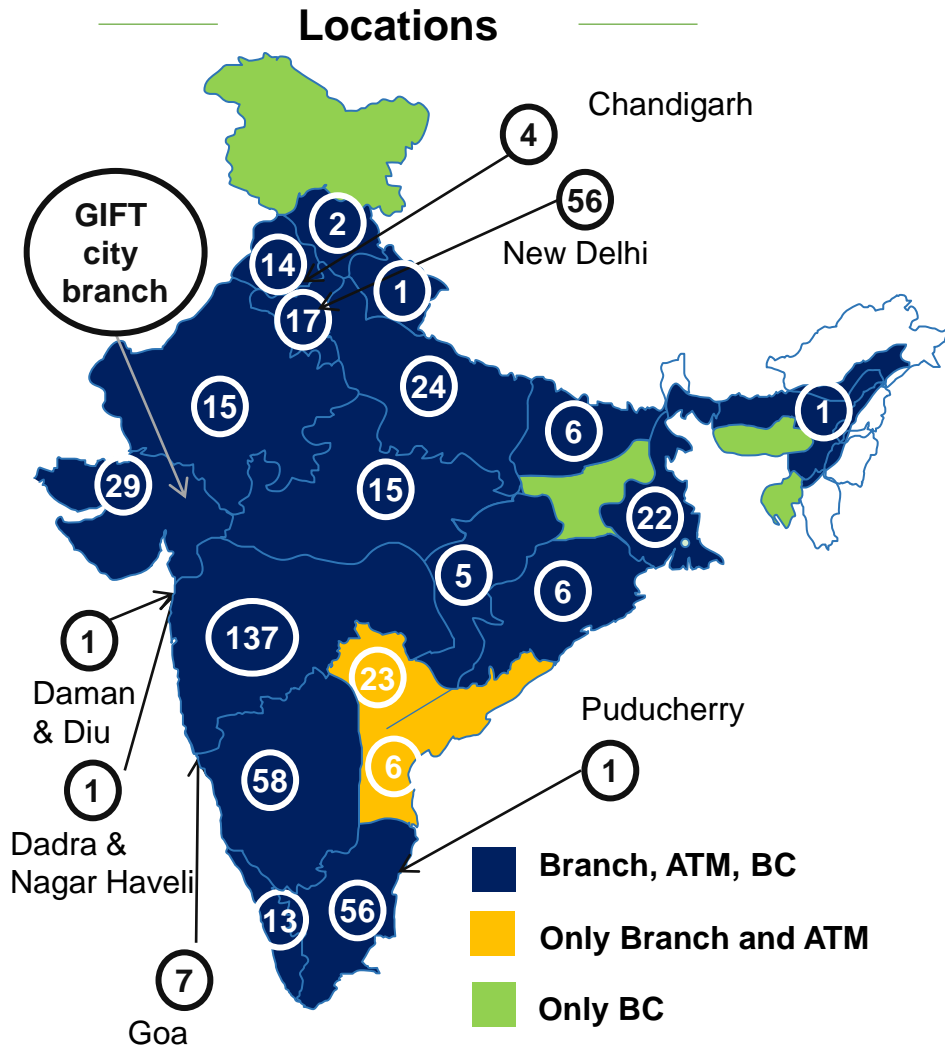 Locations
Chandigarh
4
56
New Delhi
GIFT
city
branch
2
14
1
17
24
15
6
1
29
15
22
5
6
137
1
Daman
& Diu
23
Puducherry
1
6
58
1
Dadra &
Nagar Haveli
Branch, ATM, BC
13
56
Only Branch and ATM
7
Goa
Only BC